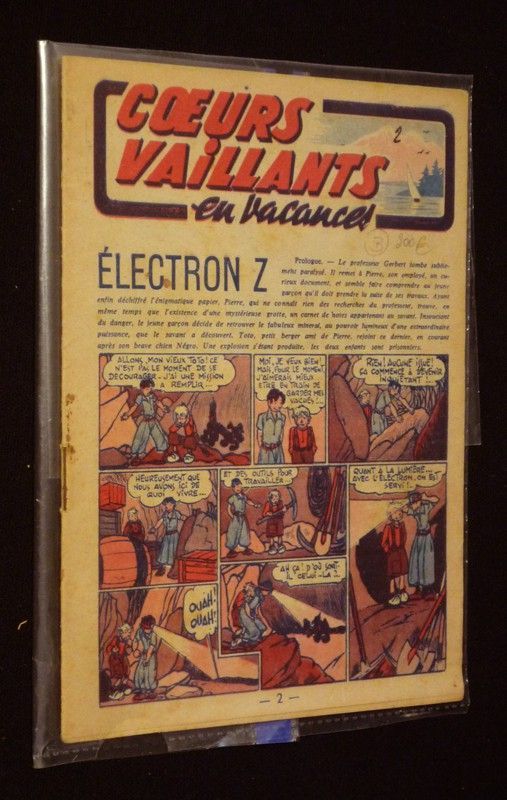 CŒURS
VAILLANTS
en vacances
2
7 200 f
ÉLECTRON Z
Prologue. — Le professeur Gerbert tombe subite-
ment paralysé. Il remet à Pierre, son employé, un cu-
rieux document, et semble faire comprendre au jeune
garçon qu'il doit prendre la suite de ses travaux. Ayant
enfin déchiffré l'énigmatique papier, Pierre, qui ne connaît rien des recherches du professeur, trouve, en
même temps que l'existence d'une mystérieuse grotte, un carnet de notes appartenant au savant. Insouciant
du danger, le jeune garçon décide de retrouver le fabuleux minerai, au pouvoir lumineux d'une extraordinaire
puissance, que le savant a découvert. Toto, petit berger ami de Pierre, rejoint ce dernier, en courant
après son brave chien Négro. Une explosion s'étant produite, les deux enfants sont prisonniers.
ALLONS, MON VIEUX TOTO! CE
N'EST PAS LE MOMENT DE SE
DÉCOURAGER - J'AI UNE MISSION
A REMPLIR ...
MOI, JE VEUX BIEN!
MAIS, POUR LE MOMENT
J'AIMERAIS MIEUX
ETRE EN TRAIN DE
GARDER MES
VACHES!..
RIEN! AUCUNE ISSUE!
ÇA COMMENCE A DEVENIR
INQUIÉTANT!..
HEUREUSEMENT QUE
NOUS AVONS ICI DE
QUOI VIVRE...
ET DES OUTILS POUR
TRAVAILLER...
QUANT A LA LUMIÈRE...
AVEC L'ÉLECTRON, ON EST
SERVI!..
OUAH!
OUAH!
AH ÇA! D'OÙ SORT-
IL CELUI-LA?..
— 2 —